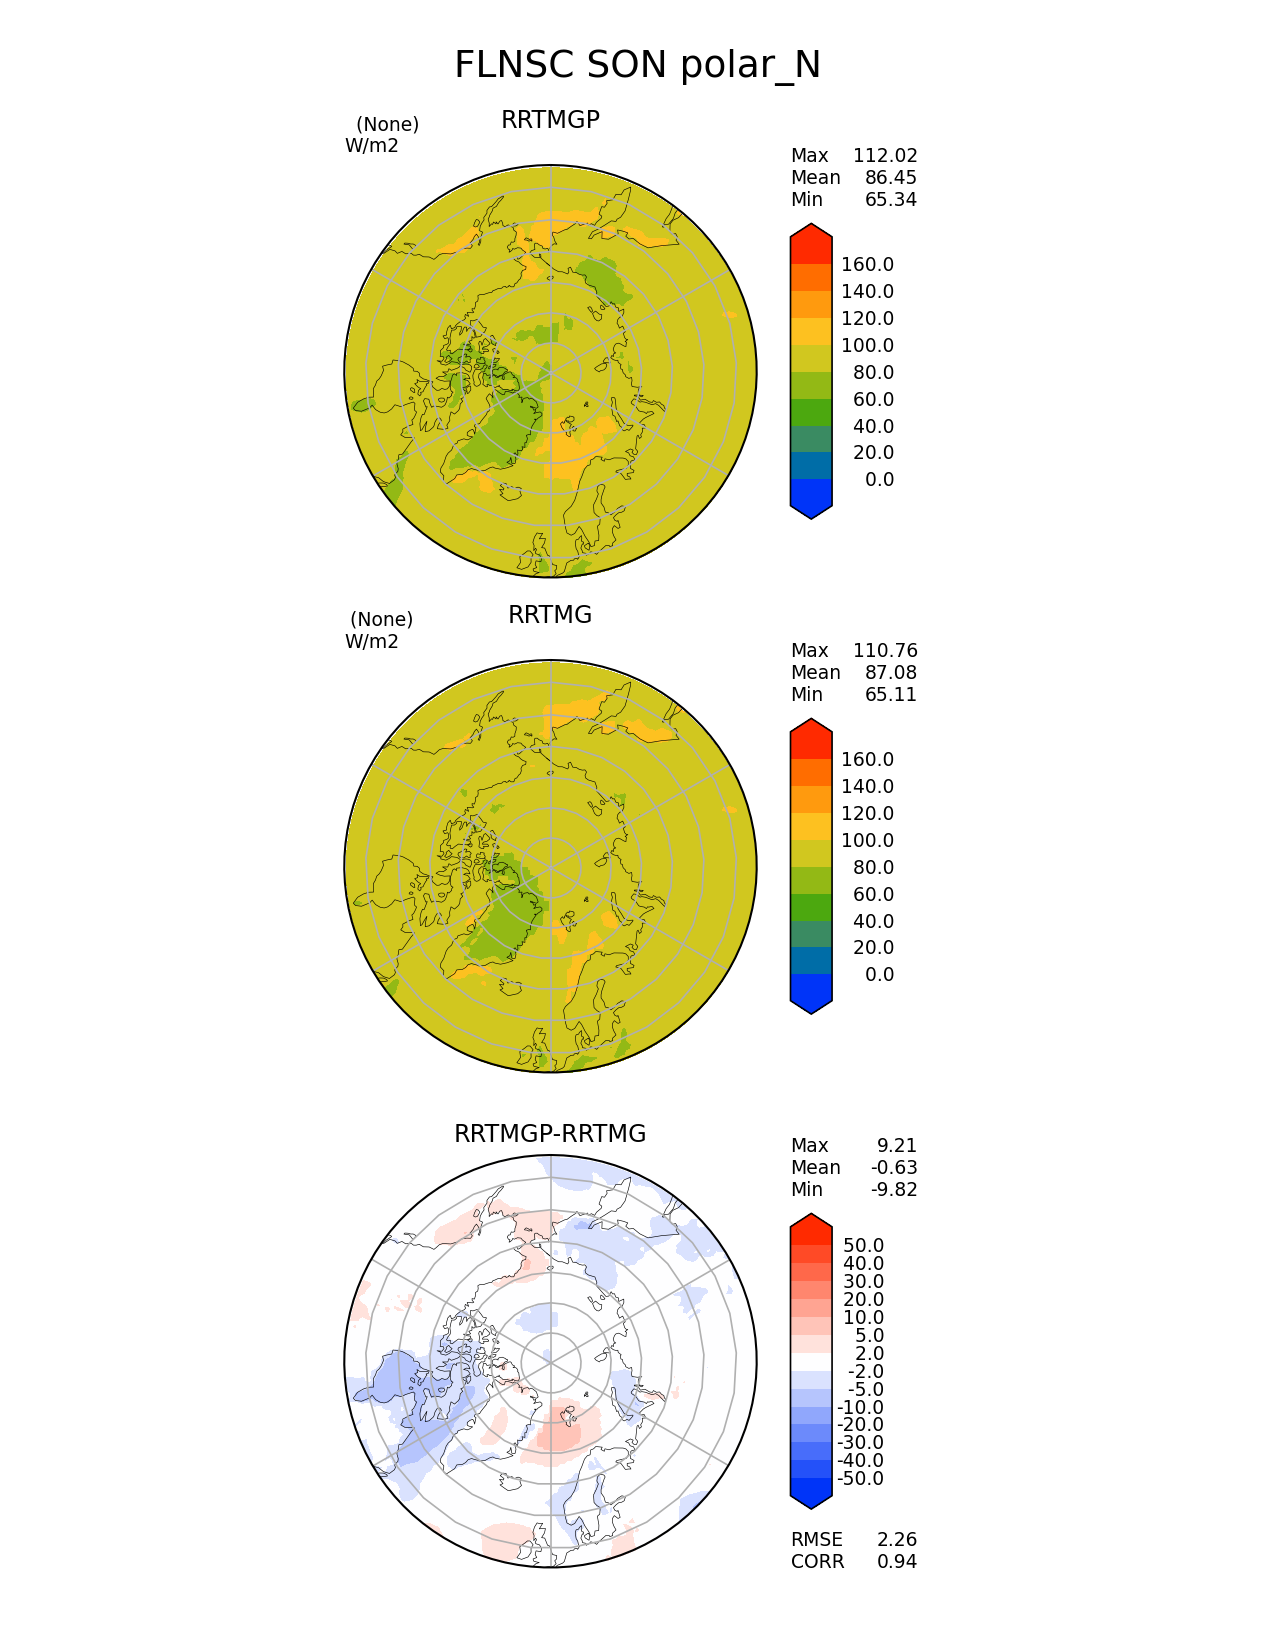 FLNSC SON polar_N
RRTMGP
(None)
W/m2
Max 112.02
Mean 86.45
Min 65.34
160.0
140.0
120.0
100.0
80.0
60.0
40.0
20.0
0.0
RRTMG
(None)
W/m2
Max 110.76
Mean 87.08
Min 65.11
160.0
140.0
120.0
100.0
80.0
60.0
40.0
20.0
0.0
RRTMGP-RRTMG
Max 9.21
Mean -0.63
Min -9.82
50.0
40.0
30.0
20.0
10.0
5.0
2.0
-2.0
-5.0
-10.0
-20.0
-30.0
-40.0
-50.0
RMSE 2.26
CORR 0.94